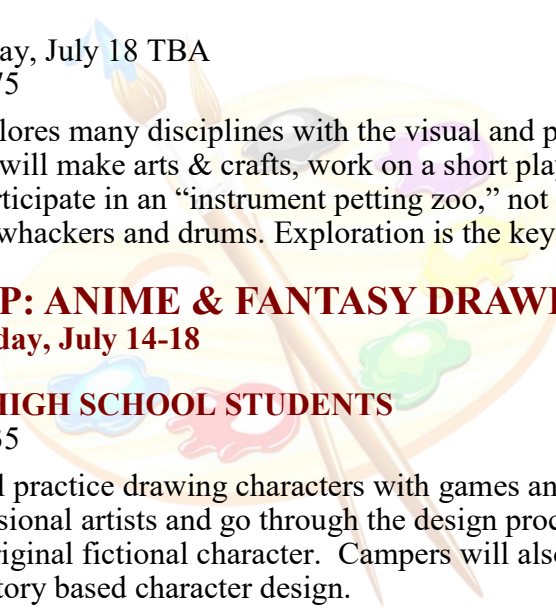 ay, July 18 TBA
75
lores many disciplines with the visual and p
will make arts & crafts, work on a short play
rticipate in an “instrument petting zoo,” not
whackers and drums. Exploration is the key
P: ANIME & FANTASY DRAWI
day, July 14-18
HIGH SCHOOL STUDENTS
35
l practice drawing characters with games an
sional artists and go through the design proc
riginal fictional character.  Campers will also
tory based character design.